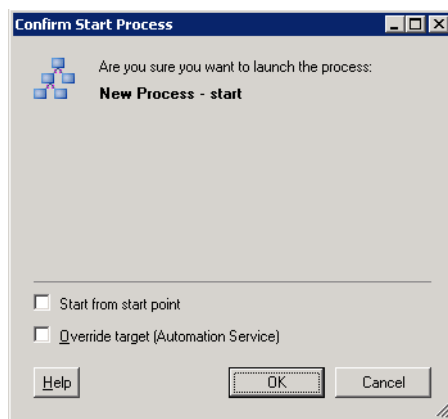 Confirm Start Process
Are you sure you want to launch the process:
New Process - start
Start from start point
Override target (Automation Service)
Help
OK
Cancel